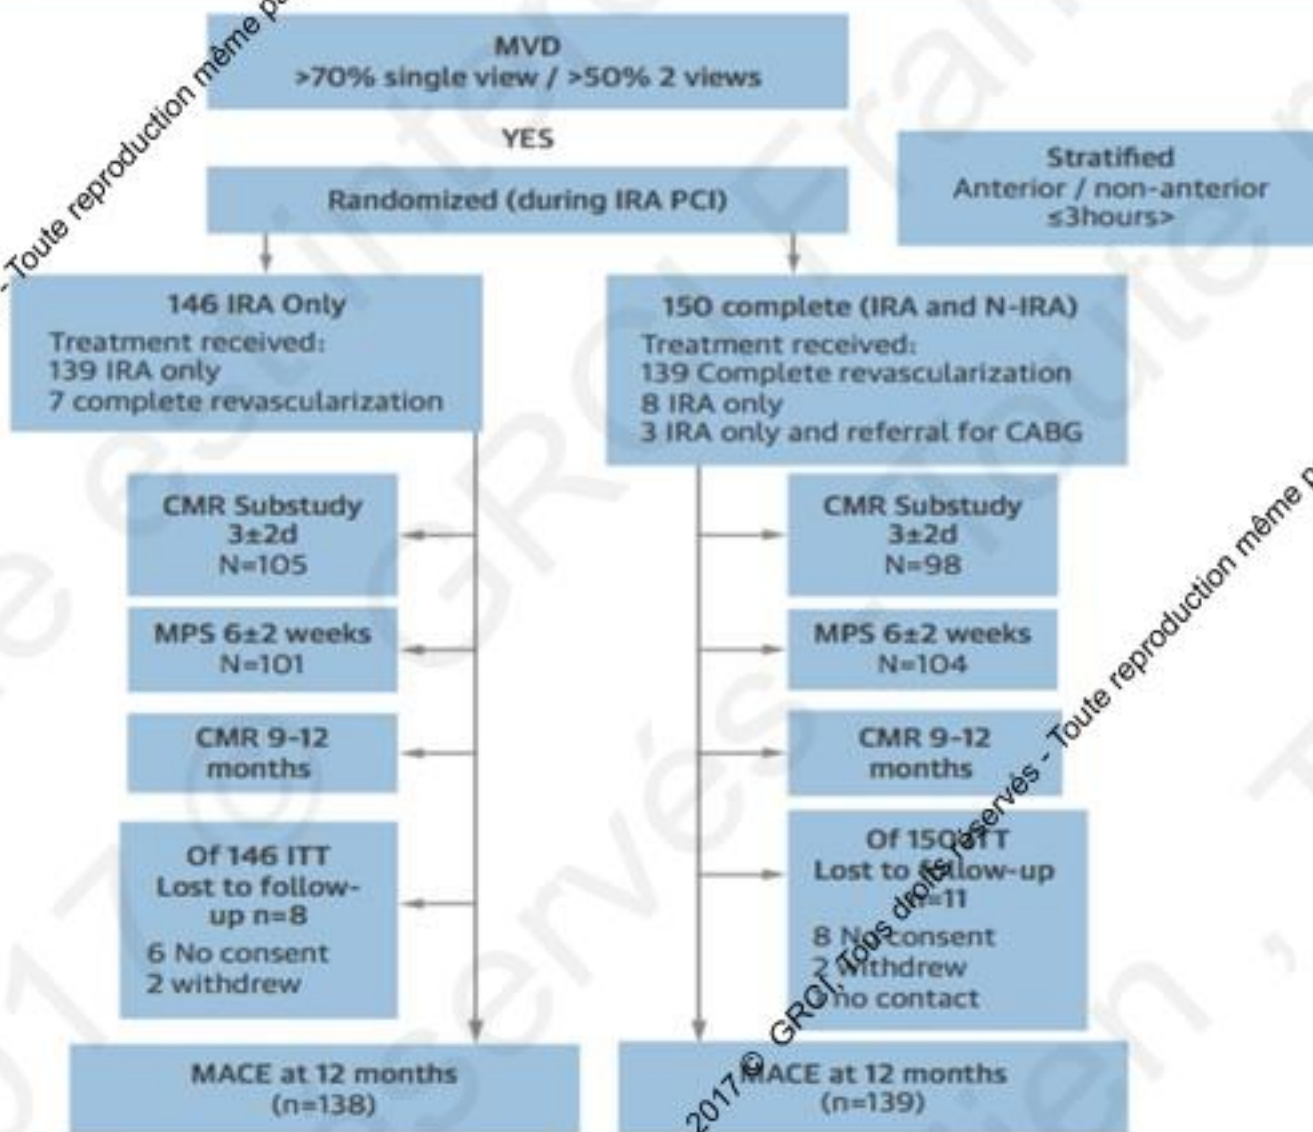 MVD
>70% single view / >50% 2 views
YES
Randomized (during IRA PCI)
Stratified
Anterior / non-anterior
≤3hours>
146 IRA Only
Treatment received:
139 IRA only
7 complete revascularization
150 complete (IRA and N-IRA)
Treatment received:
139 Complete revascularization
8 IRA only
3 IRA only and referral for CABG
CMR Substudy
3±2d
N=105
CMR Substudy
3±2d
N=98
MPS 6±2 weeks
N=101
MPS 6±2 weeks
N=104
CMR 9-12
months
CMR 9-12
months
Of 146 ITT
Lost to follow-
up n=8
6 No consent
2 withdrew
Of 150 ITT
Lost to follow-up
n=11
8 No consent
2 withdrew
no contact
MACE at 12 months
(n=138)
MACE at 12 months
(n=139)
- Toute reproduction même
2017 © GRCI, Tous droits réservés - Toute reproduction même